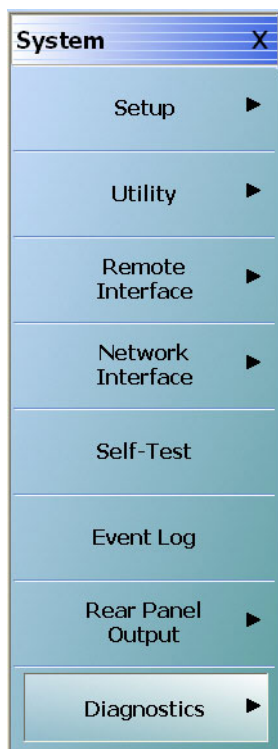 System X
Setup
Utility
Remote
Interface
Network
Interface
Self-Test
Event Log
Rear Panel
Output
Diagnostics